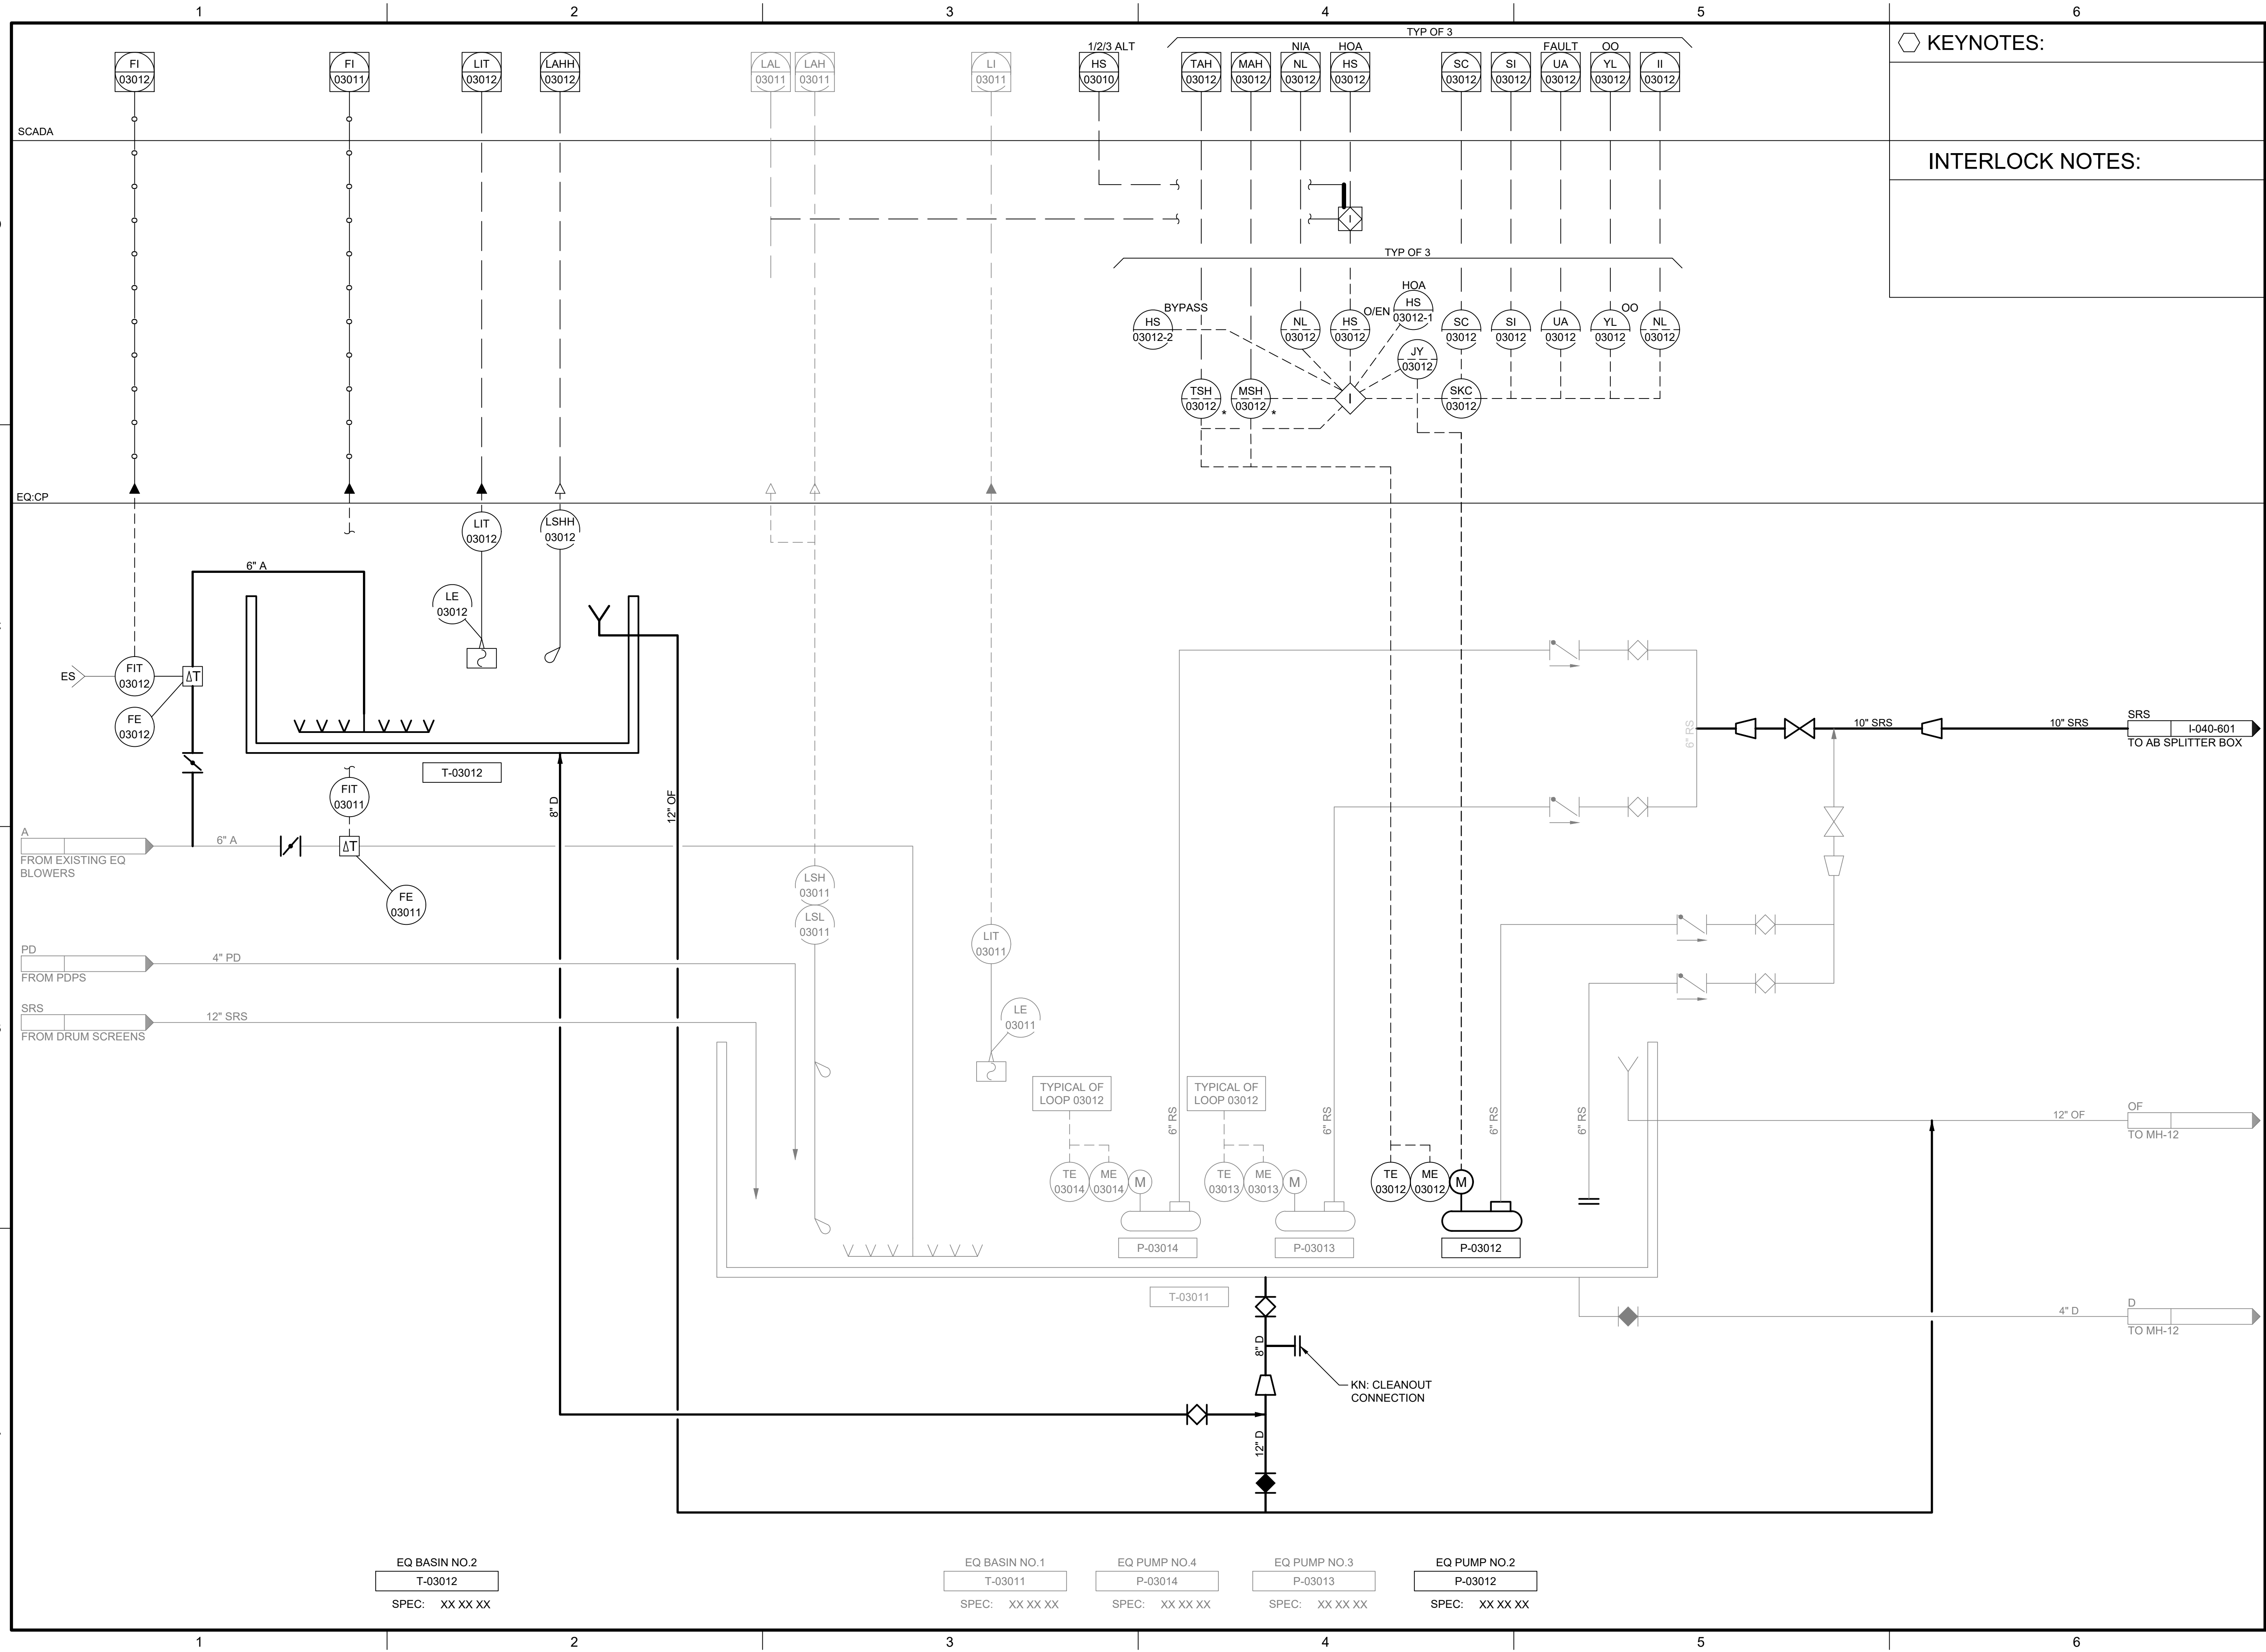 1 2 3 4 5 6
TYP OF 3
1/2/3 ALT NIA HOA FAULT OO
FI
03012
FI
03011
LIT
03012
LAHH
03012
LAL
03011
LAH
03011
LI
03011
HS
03010
TAH
03012
MAH
03012
NL
03012
HS
03012
SC
03012
SI
03012
UA
03012
YL
03012
II
03012
KEYNOTES:
SCADA
INTERLOCK NOTES:
I
TYP OF 3
BYPASS
HS
03012-2
NL
03012
HS
03012
O/EN
HOA
HS
03012-1
JY
03012
SC
03012
SI
03012
UA
03012
YL
03012
OO
NL
03012
TSH
03012
*
MSH
03012
*
I
SKC
03012
EQ:CP
LIT
03012
LSHH
03012
6" A
LE
03012
ES
FIT
03012
ΔT
FE
03012
T-03012
8" D
12" OF
FIT
03011
6" RS
10" SRS
10" SRS
SRS
I-040-601
TO AB SPLITTER BOX
A
FROM EXISTING EQ
BLOWERS
6" A
ΔT
FE
03011
LSH
03011
LSL
03011
LIT
03011
PD
FROM PDPS
4" PD
SRS
FROM DRUM SCREENS
12" SRS
LE
03011
TYPICAL OF
LOOP 03012
TYPICAL OF
LOOP 03012
6" RS
6" RS
6" RS
6" RS
12" OF
OF
TO MH-12
TE
03014
ME
03014
M
TE
03013
ME
03013
M
TE
03012
ME
03012
M
P-03014
P-03013
P-03012
T-03011
4" D
D
TO MH-12
8" D
KN: CLEANOUT
CONNECTION
12" D
EQ BASIN NO.2
T-03012
SPEC: XX XX XX
EQ BASIN NO.1
T-03011
SPEC: XX XX XX
EQ PUMP NO.4
P-03014
SPEC: XX XX XX
EQ PUMP NO.3
P-03013
SPEC: XX XX XX
EQ PUMP NO.2
P-03012
SPEC: XX XX XX
1 2 3 4 5 6